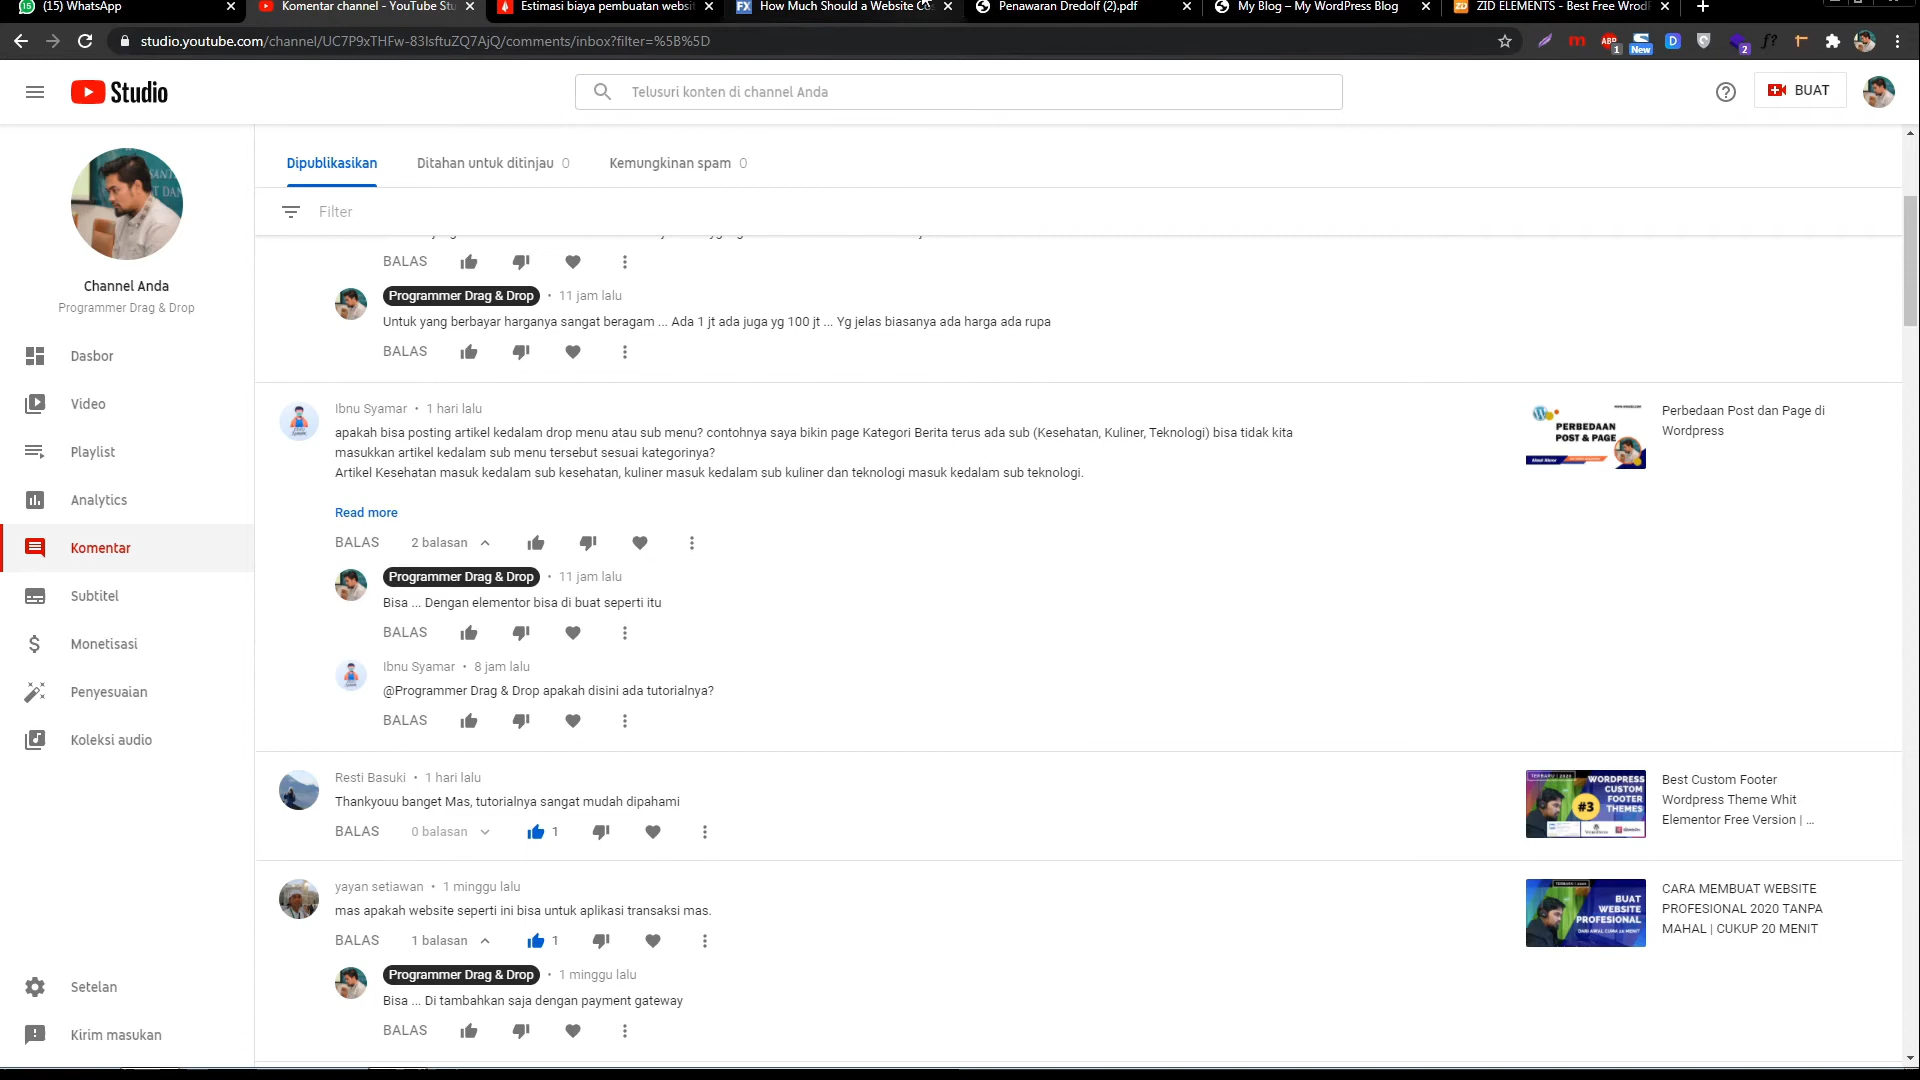 (15) WhatsApp
Komentar channel - YouTube Stu
Estimasi biaya pembuatan websit
FX How Much Should a Website Co
Penawaran Dredolf (2).pdf
My Blog – My WordPress Blog
ZD ZID ELEMENTS - Best Free Wrod
studio.youtube.com/channel/UC7P9xTHFw-83lsftuZQ7AjQ/comments/inbox?filter=%5B%5D
ABP
1
New
D
2
f?
Studio
Telusuri konten di channel Anda
BUAT
Channel Anda
Programmer Drag & Drop
Dasbor
Video
Playlist
Analytics
Komentar
Subtitel
Monetisasi
Penyesuaian
Koleksi audio
Setelan
Kirim masukan
Dipublikasikan
Ditahan untuk ditinjau 0
Kemungkinan spam 0
Filter
BALAS
Programmer Drag & Drop • 11 jam lalu
Untuk yang berbayar harganya sangat beragam ... Ada 1 jt ada juga yg 100 jt ... Yg jelas biasanya ada harga ada rupa
BALAS
Ibnu Syamar • 1 hari lalu
apakah bisa posting artikel kedalam drop menu atau sub menu? contohnya saya bikin page Kategori Berita terus ada sub (Kesehatan, Kuliner, Teknologi) bisa tidak kita
masukkan artikel kedalam sub menu tersebut sesuai kategorinya?
Artikel Kesehatan masuk kedalam sub kesehatan, kuliner masuk kedalam sub kuliner dan teknologi masuk kedalam sub teknologi.
Read more
BALAS 2 balasan
PERBEDAAN
POST & PAGE
Perbedaan Post dan Page di
Wordpress
Programmer Drag & Drop • 11 jam lalu
Bisa ... Dengan elementor bisa di buat seperti itu
BALAS
Ibnu Syamar • 8 jam lalu
@Programmer Drag & Drop apakah disini ada tutorialnya?
BALAS
Resti Basuki • 1 hari lalu
Thankyouu banget Mas, tutorialnya sangat mudah dipahami
BALAS 0 balasan 1
WORDPRESS
CUSTOM
FOOTER
THEMES
#3
Best Custom Footer
Wordpress Theme Whit
Elementor Free Version | ...
yayan setiawan • 1 minggu lalu
mas apakah website seperti ini bisa untuk aplikasi transaksi mas.
BALAS 1 balasan 1
BUAT
WEBSITE
PROFESIONAL
CARA MEMBUAT WEBSITE
PROFESIONAL 2020 TANPA
MAHAL | CUKUP 20 MENIT
Programmer Drag & Drop • 1 minggu lalu
Bisa ... Di tambahkan saja dengan payment gateway
BALAS